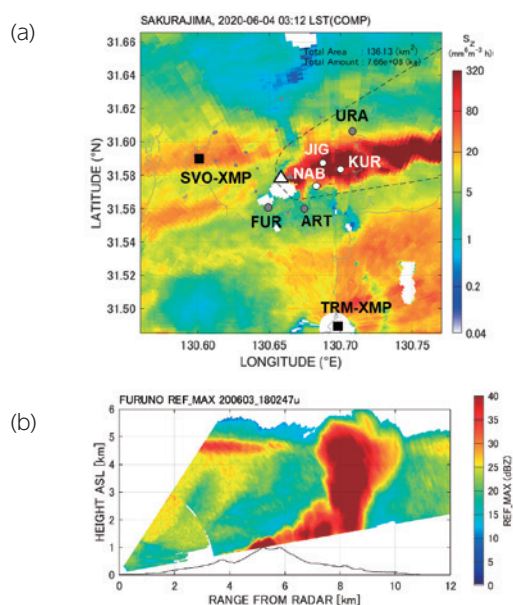 (a)
SAKURAJIMA, 2020-06-04 03:12 LST(COMP)
Total Area : 136.13 (km²)
Total Amount : 7.66e+08 (kg)
S_Z
(mm⁶m⁻³ h)
31.66
31.64
31.62
31.60
31.58
31.56
31.54
31.52
31.50
LATITUDE (°N)
URA
JIG
KUR
NAB
SVO-XMP
FUR
ART
TRM-XMP
320
80
20
5
1
0.2
0.04
130.60
130.65
130.70
130.75
LONGITUDE (°E)
(b)
FURUNO REF_MAX 200603_180247u
HEIGHT ASL [km]
6
5
4
3
2
1
0
0
2
4
6
8
10
12
RANGE FROM RADAR [km]
40
35
30
25
20
15
10
5
0
REF_MAX (dBZ)